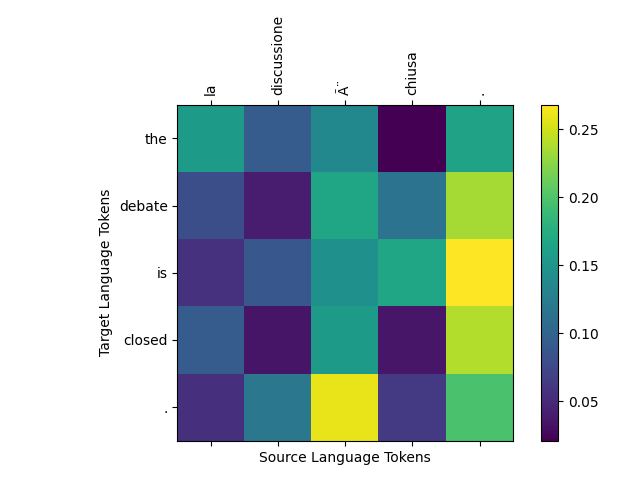 la discussione Ã¨ chiusa .
the
debate
is
closed
.
Target Language Tokens
Source Language Tokens
0.25
0.20
0.15
0.10
0.05